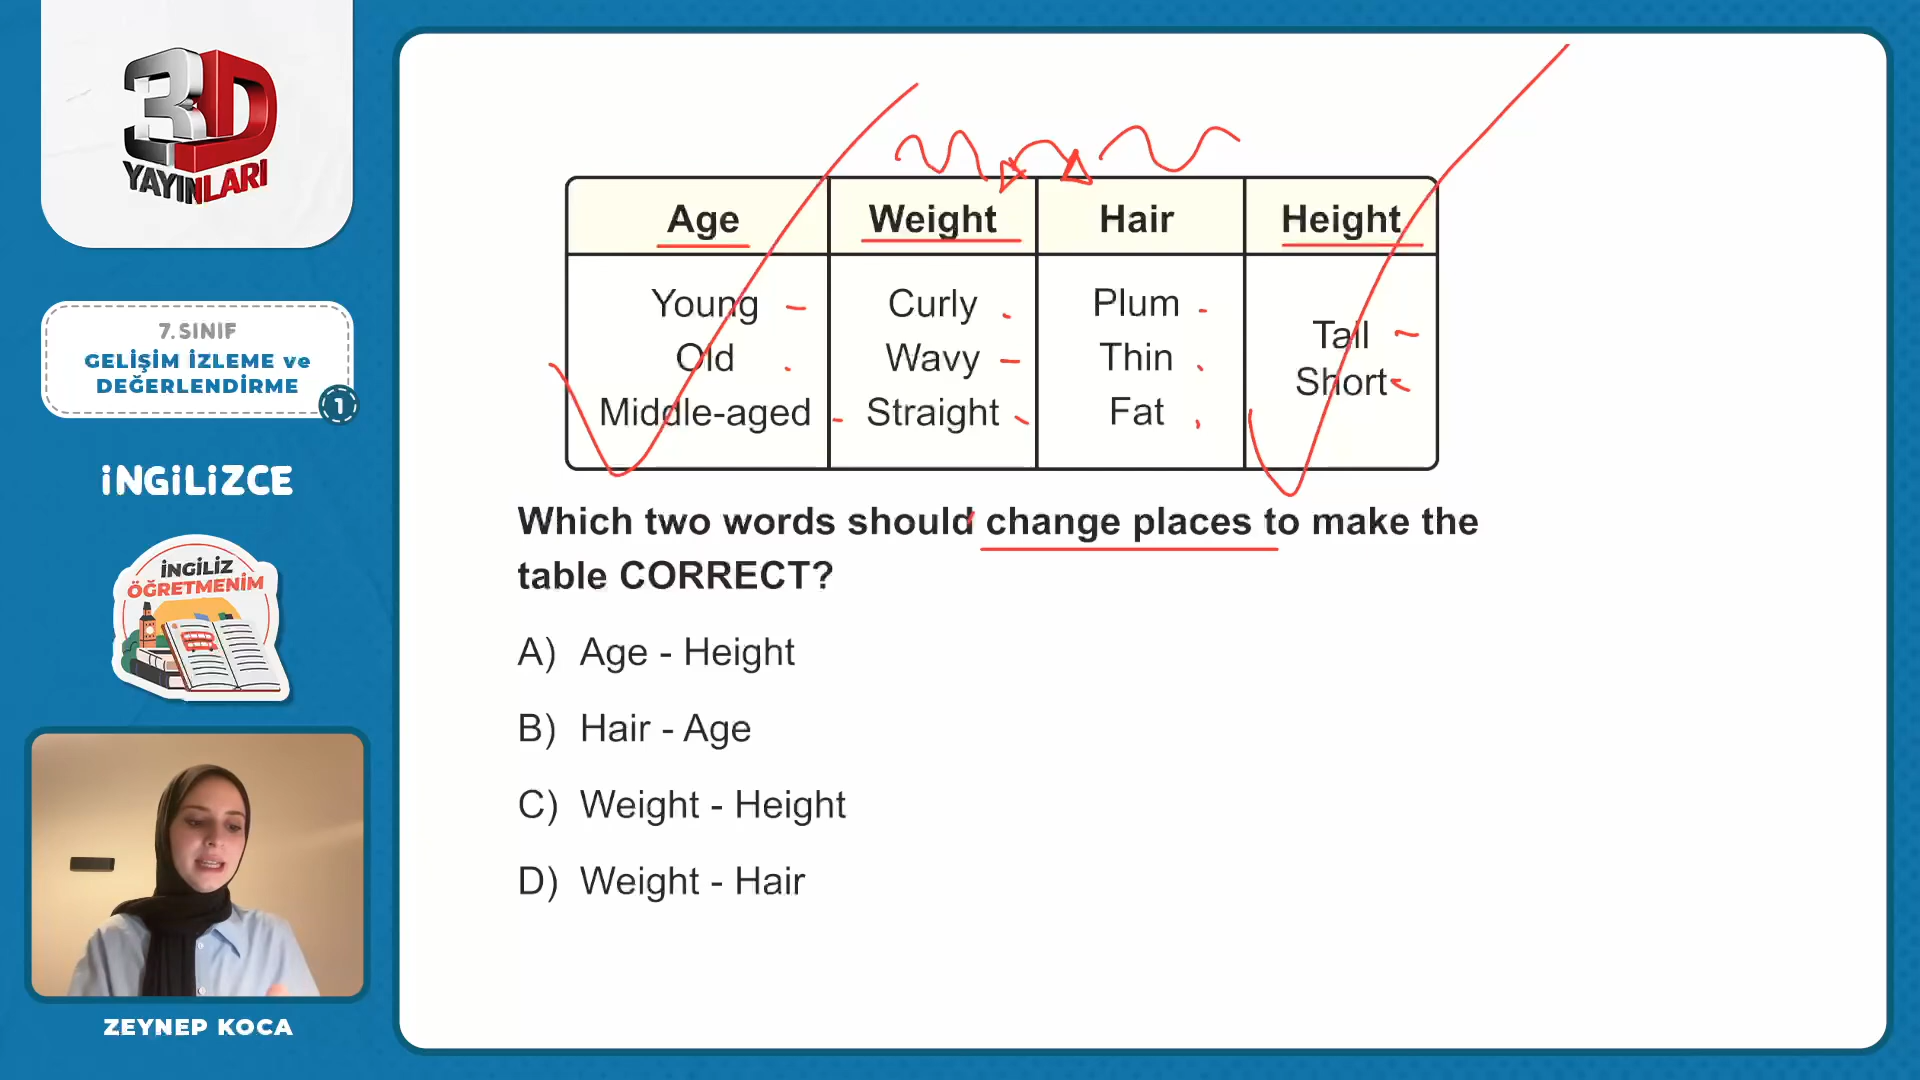 3D
YAYINLARI
7. SINIF
GELİŞİM İZLEME ve
DEĞERLENDİRME
1
İNGİLİZCE
İNGİLİZ
ÖĞRETMENİM
ZEYNEP KOCA
Age Weight Hair Height
Young Curly Plum Tall
Old Wavy Thin Short
Middle-aged Straight Fat
Which two words should change places to make the
table CORRECT?
A) Age - Height
B) Hair - Age
C) Weight - Height
D) Weight - Hair